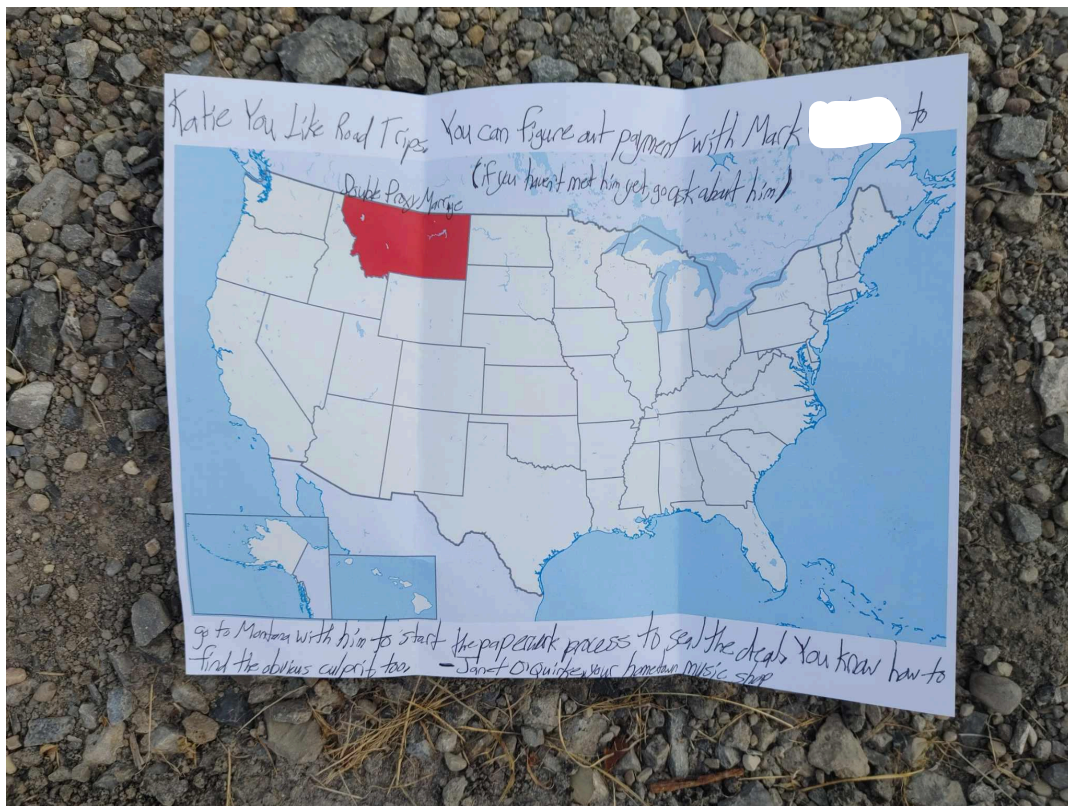 Katie You Like Road Trips, You can figure out payment with Mark to
(if you haven't met him yet, go ask about him)
Double Proxy Marrige
go to Montana with him to start the paperwork process to seal the deal, You know how to
find the obvious culprit too, - Janet O'Quirke, your hometown music shop